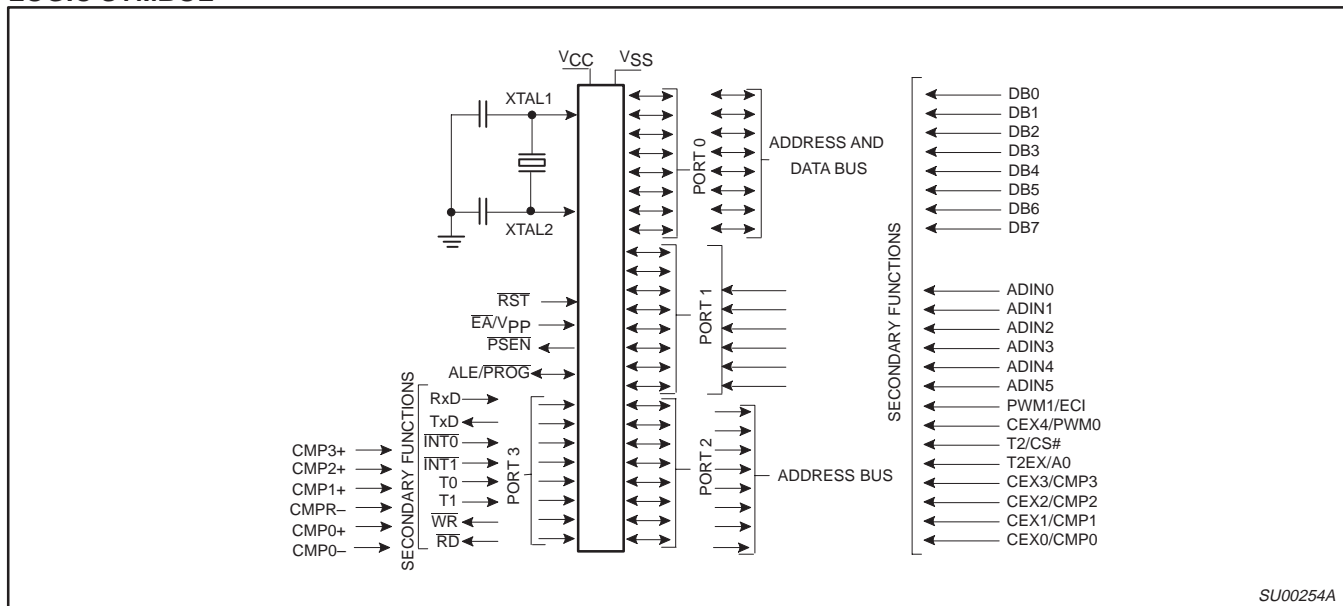 VCC
VSS
XTAL1
XTAL2
PORT 0
ADDRESS AND
DATA BUS
RST
EA/VPP
PSEN
ALE/PROG
PORT 1
SECONDARY FUNCTIONS
RxD
TxD
INT0
INT1
T0
T1
WR
RD
PORT 3
CMP3+
CMP2+
CMP1+
CMPR–
CMP0+
CMP0–
PORT 2
ADDRESS BUS
SECONDARY FUNCTIONS
DB0
DB1
DB2
DB3
DB4
DB5
DB6
DB7
ADIN0
ADIN1
ADIN2
ADIN3
ADIN4
ADIN5
PWM1/ECI
CEX4/PWM0
T2/CS#
T2EX/A0
CEX3/CMP3
CEX2/CMP2
CEX1/CMP1
CEX0/CMP0
SU00254A